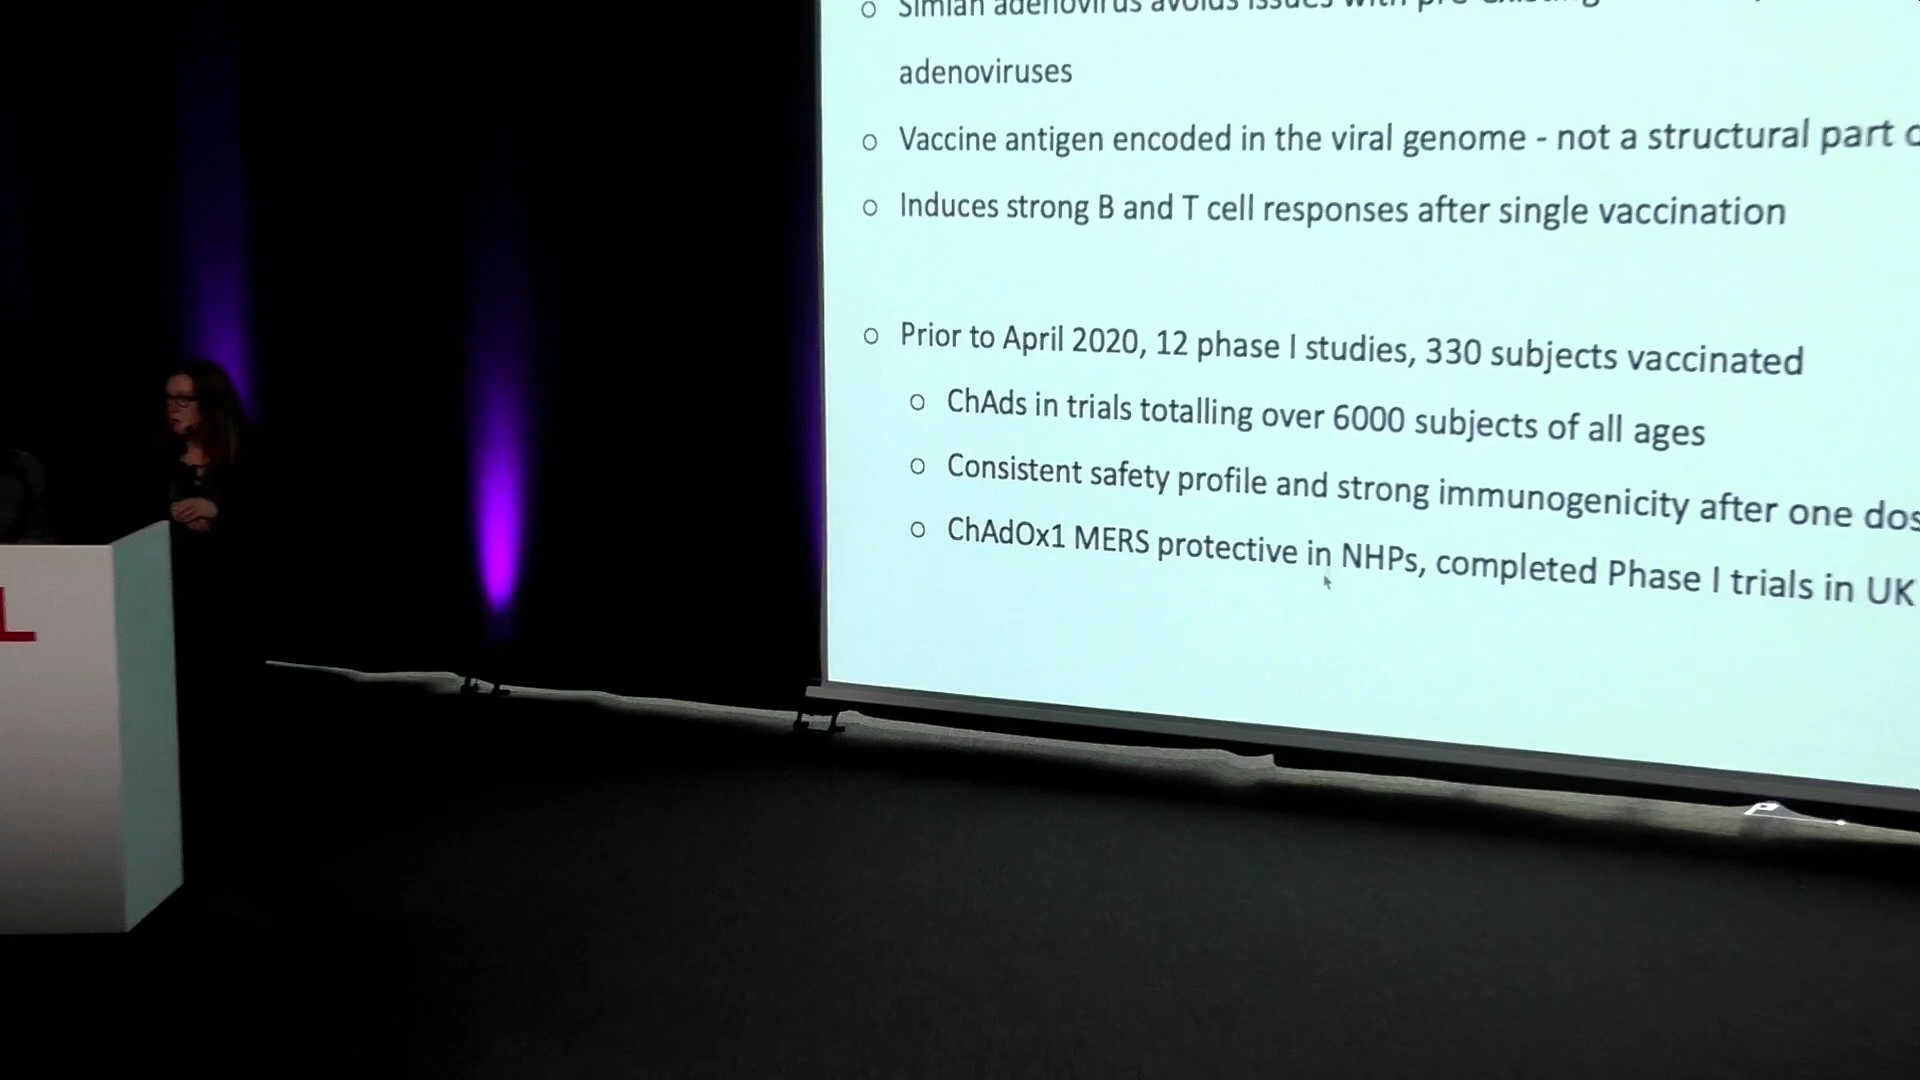 Simian adenovirus avoids issues with pre-existing
adenoviruses
Vaccine antigen encoded in the viral genome - not a structural part
Induces strong B and T cell responses after single vaccination
Prior to April 2020, 12 phase I studies, 330 subjects vaccinated
ChAds in trials totalling over 6000 subjects of all ages
Consistent safety profile and strong immunogenicity after one dos
ChAdOx1 MERS protective in NHPs, completed Phase I trials in UK
L